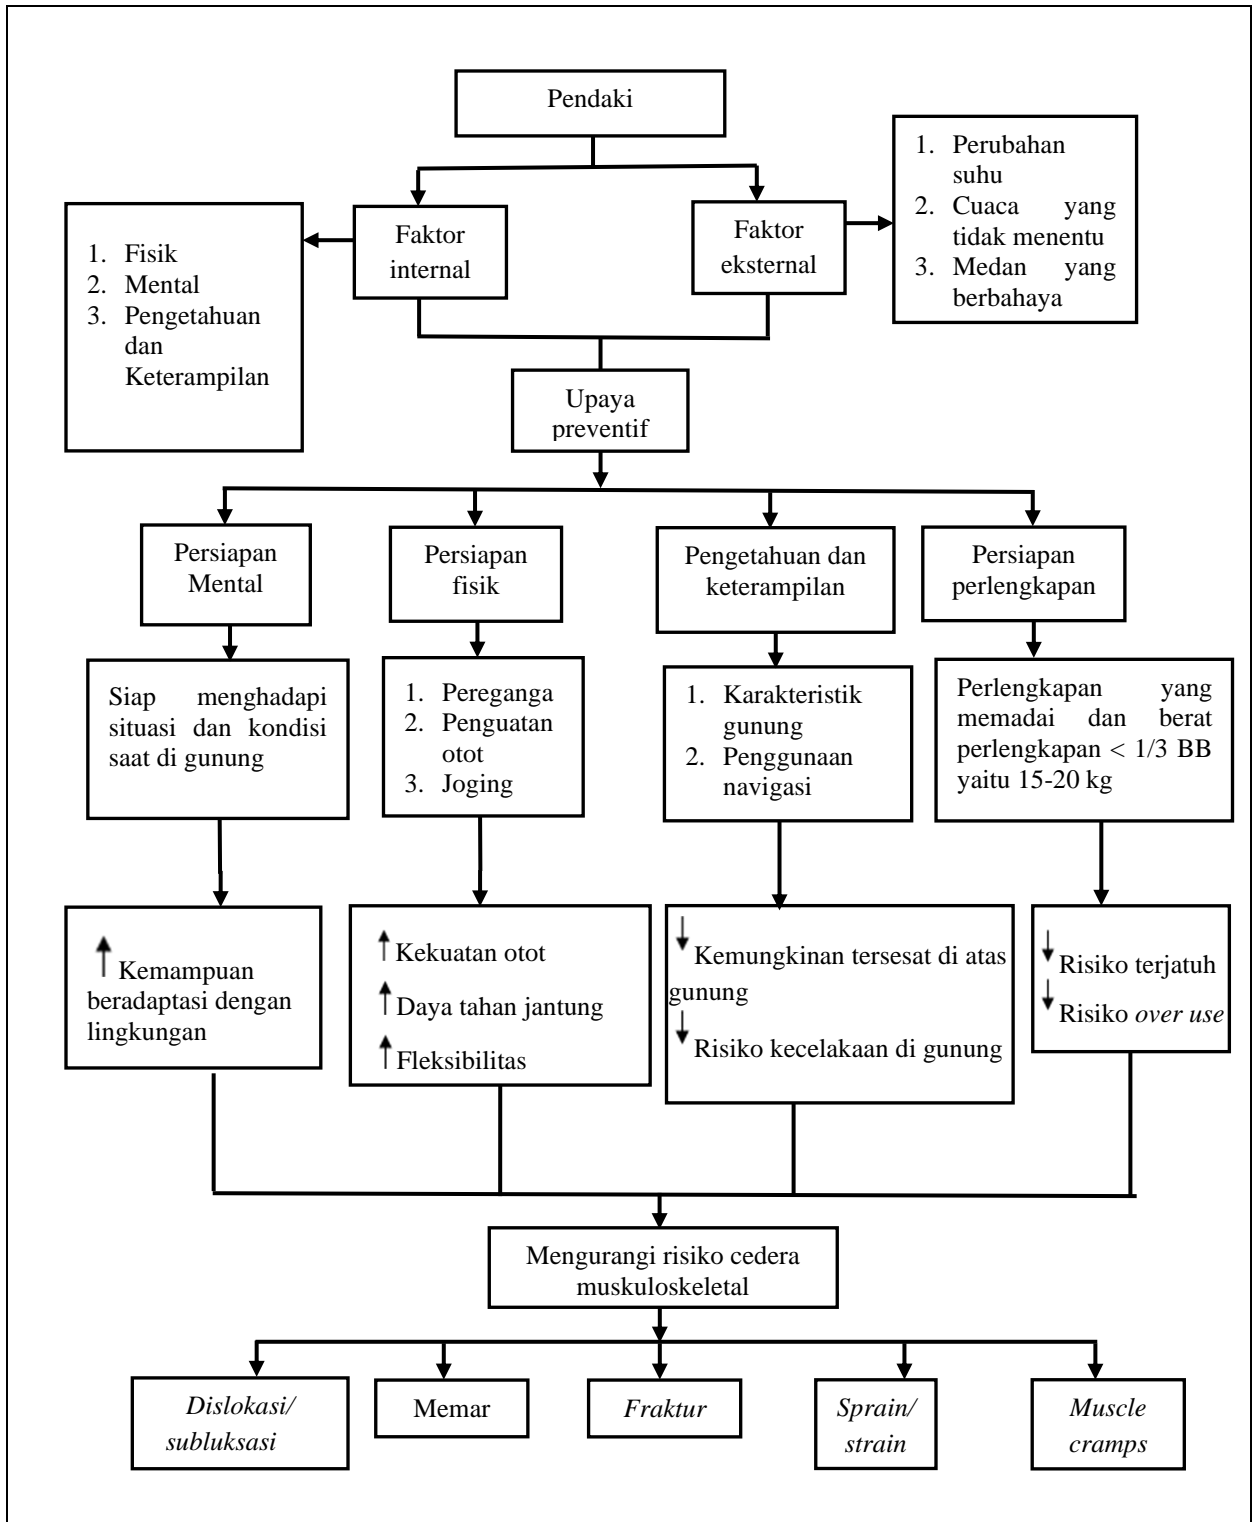 Pendaki
1. Perubahan
suhu
2. Cuaca yang
tidak menentu
3. Medan yang
berbahaya
Faktor
internal
Faktor
eksternal
1. Fisik
2. Mental
3. Pengetahuan
dan
Keterampilan
Upaya
preventif
Persiapan
Mental
Persiapan
fisik
Pengetahuan dan
keterampilan
Persiapan
perlengkapan
Siap menghadapi
situasi dan kondisi
saat di gunung
1. Pereganga
2. Penguatan
otot
3. Joging
1. Karakteristik
gunung
2. Penggunaan
navigasi
Perlengkapan yang
memadai dan berat
perlengkapan < 1/3 BB
yaitu 15-20 kg
↑ Kemampuan
beradaptasi dengan
lingkungan
↑ Kekuatan otot
↑ Daya tahan jantung
↑ Fleksibilitas
↓ Kemungkinan tersesat di atas
gunung
↓ Risiko kecelakaan di gunung
↓ Risiko terjatuh
↓ Risiko over use
Mengurangi risiko cedera
muskuloskeletal
Dislokasi/
subluksasi
Memar
Fraktur
Sprain/
strain
Muscle
cramps